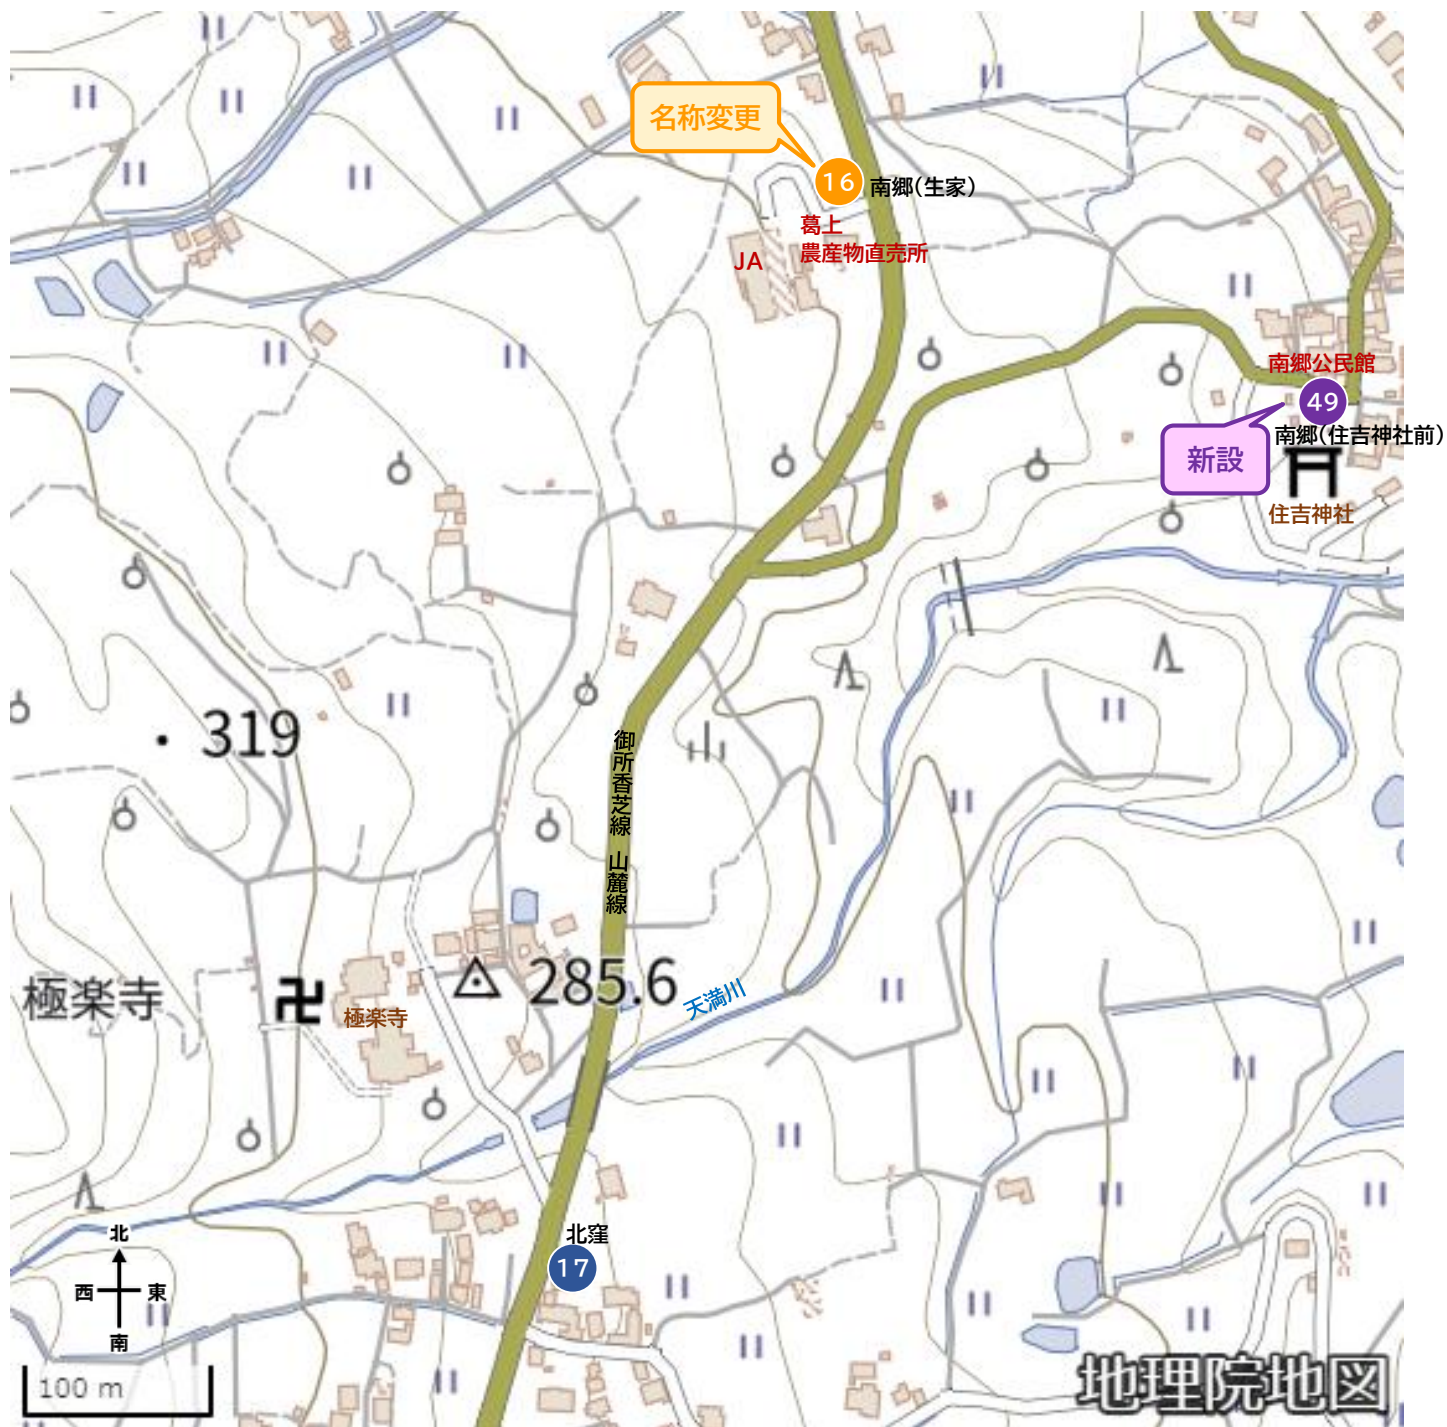 名称変更
16
南郷(生家)
葛上
農産物直売所
JA
南郷公民館
49
南郷(住吉神社前)
新設
住吉神社
319
御所香芝線 山麓線
285.6
天満川
極楽寺
極楽寺
北窪
17
北
西
東
南
100 m
地理院地図